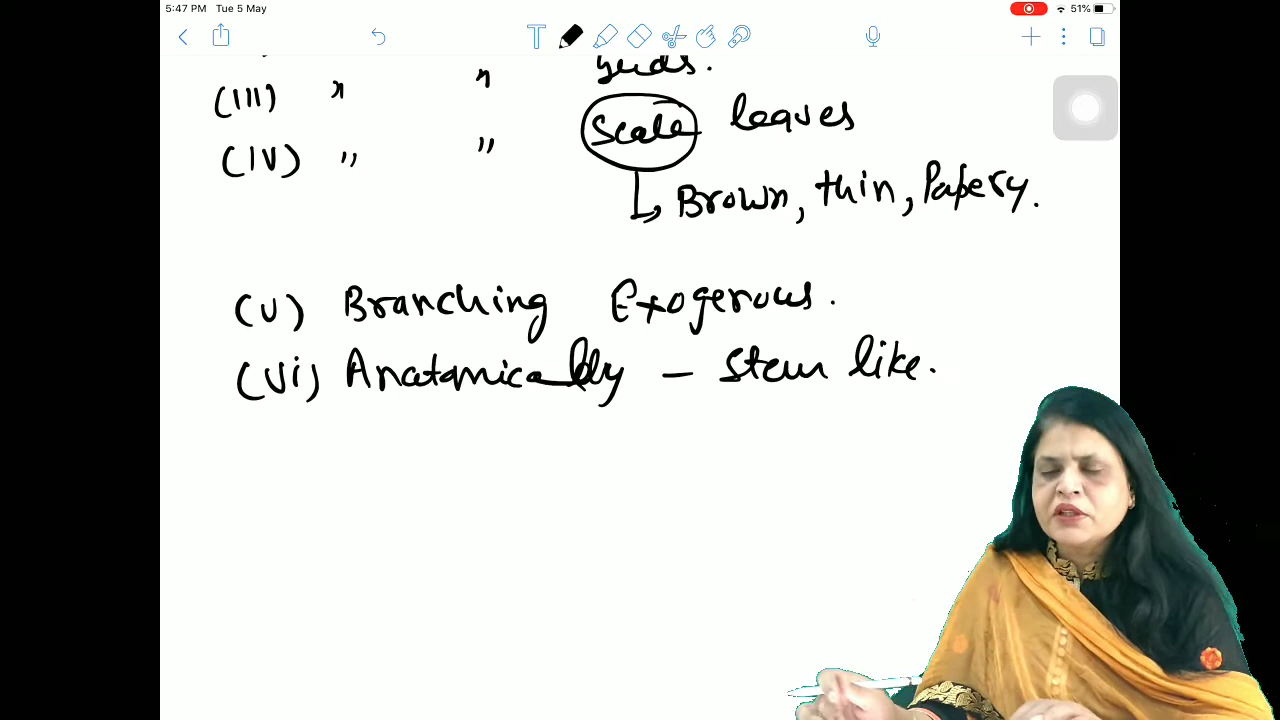 5:47 PM Tue 5 May 51%
buds.
(III) " "
(IV) " " Scale leaves
Brown, thin, Papery.
(V) Branching Exogenous.
(Vi) Anatomically – stem like.